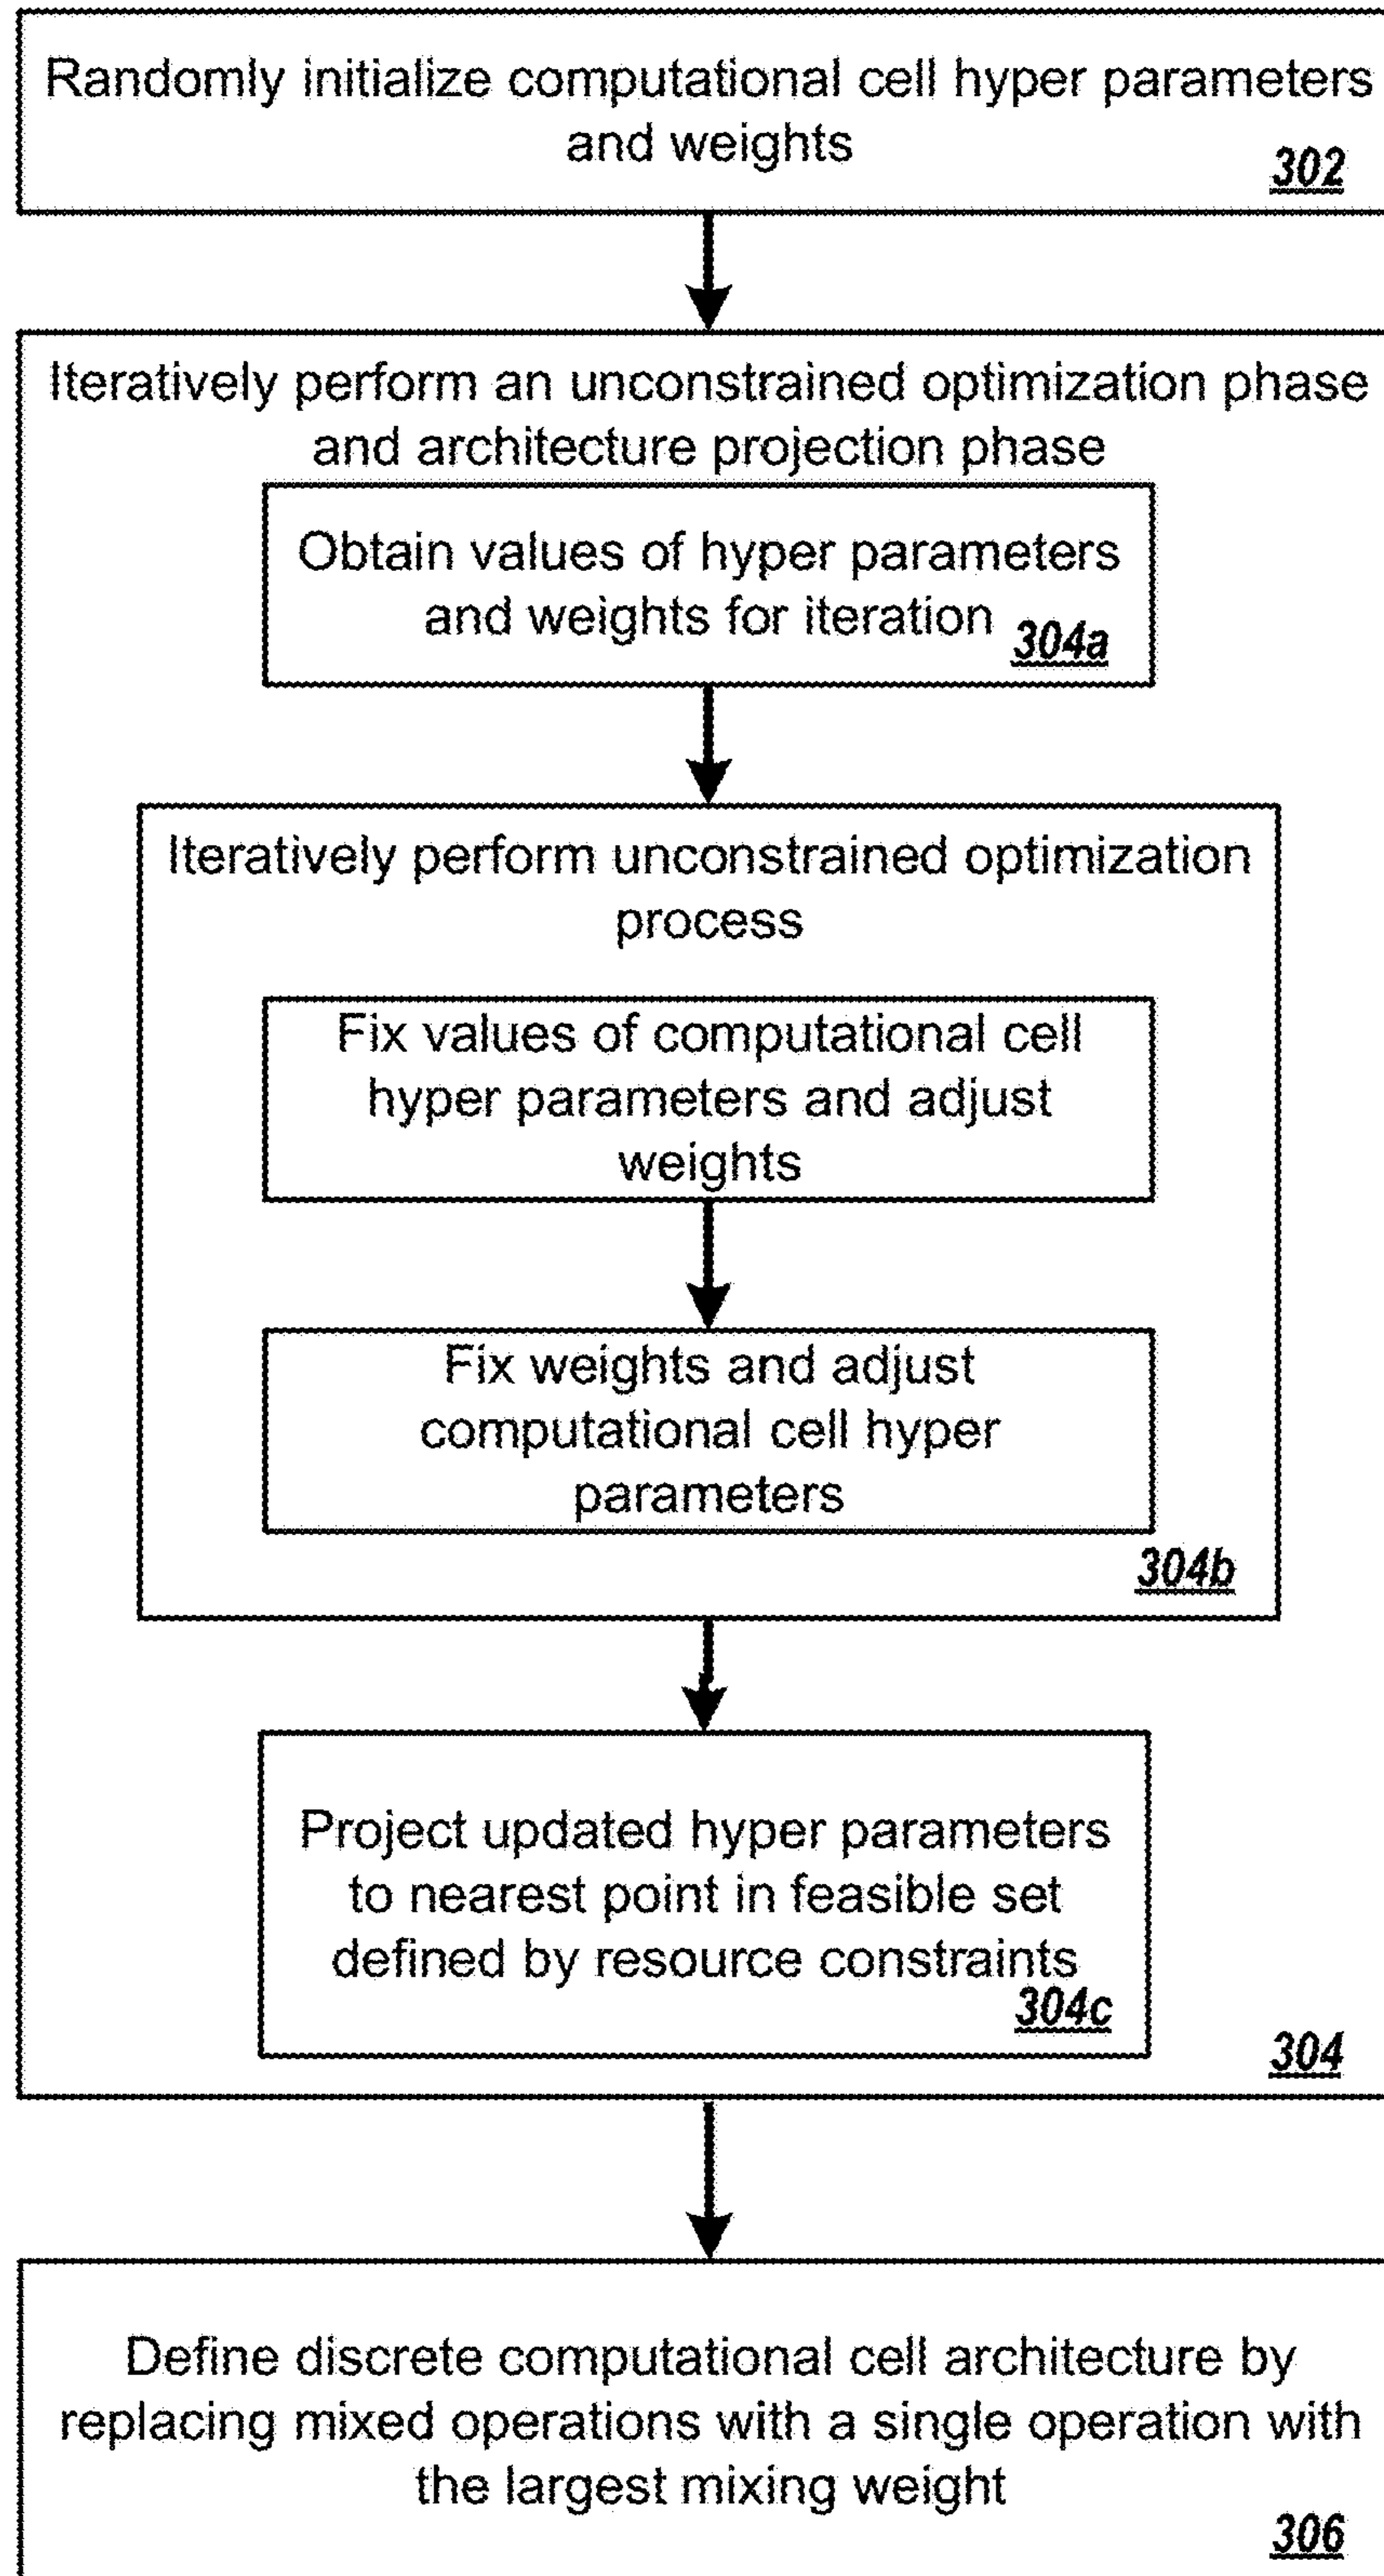 Randomly initialize computational cell hyper parameters
and weights
302
Iteratively perform an unconstrained optimization phase
and architecture projection phase
Obtain values of hyper parameters
and weights for iteration
304a
Iteratively perform unconstrained optimization
process
Fix values of computational cell
hyper parameters and adjust
weights
Fix weights and adjust
computational cell hyper
parameters
304b
Project updated hyper parameters
to nearest point in feasible set
defined by resource constraints
304c
304
Define discrete computational cell architecture by
replacing mixed operations with a single operation with
the largest mixing weight
306